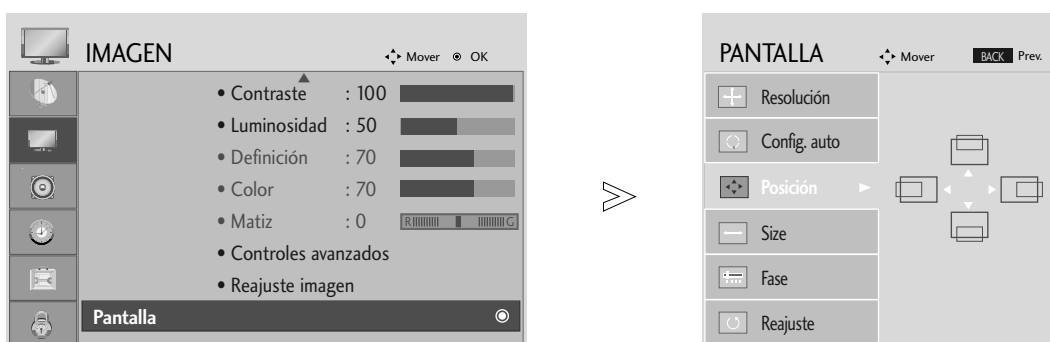 IMAGEN
Mover OK
• Contraste : 100
• Luminosidad : 50
• Definición : 70
• Color : 70
• Matiz : 0 R G
• Controles avanzados
• Reajuste imagen
Pantalla
PANTALLA
Mover BACK Prev.
Resolución
Config. auto
Posición
Size
Fase
Reajuste